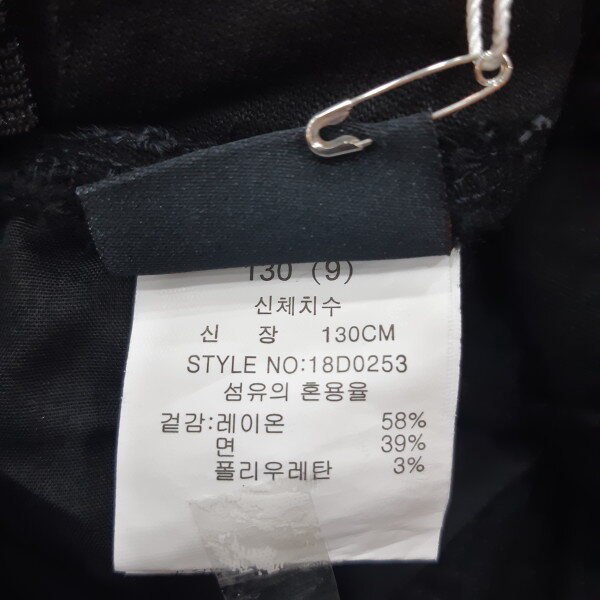 130 (9)
신체치수
신 장 130CM
STYLE NO:18D0253
섬유의 혼용율
겉감:레이온 58%
면 39%
폴리우레탄 3%